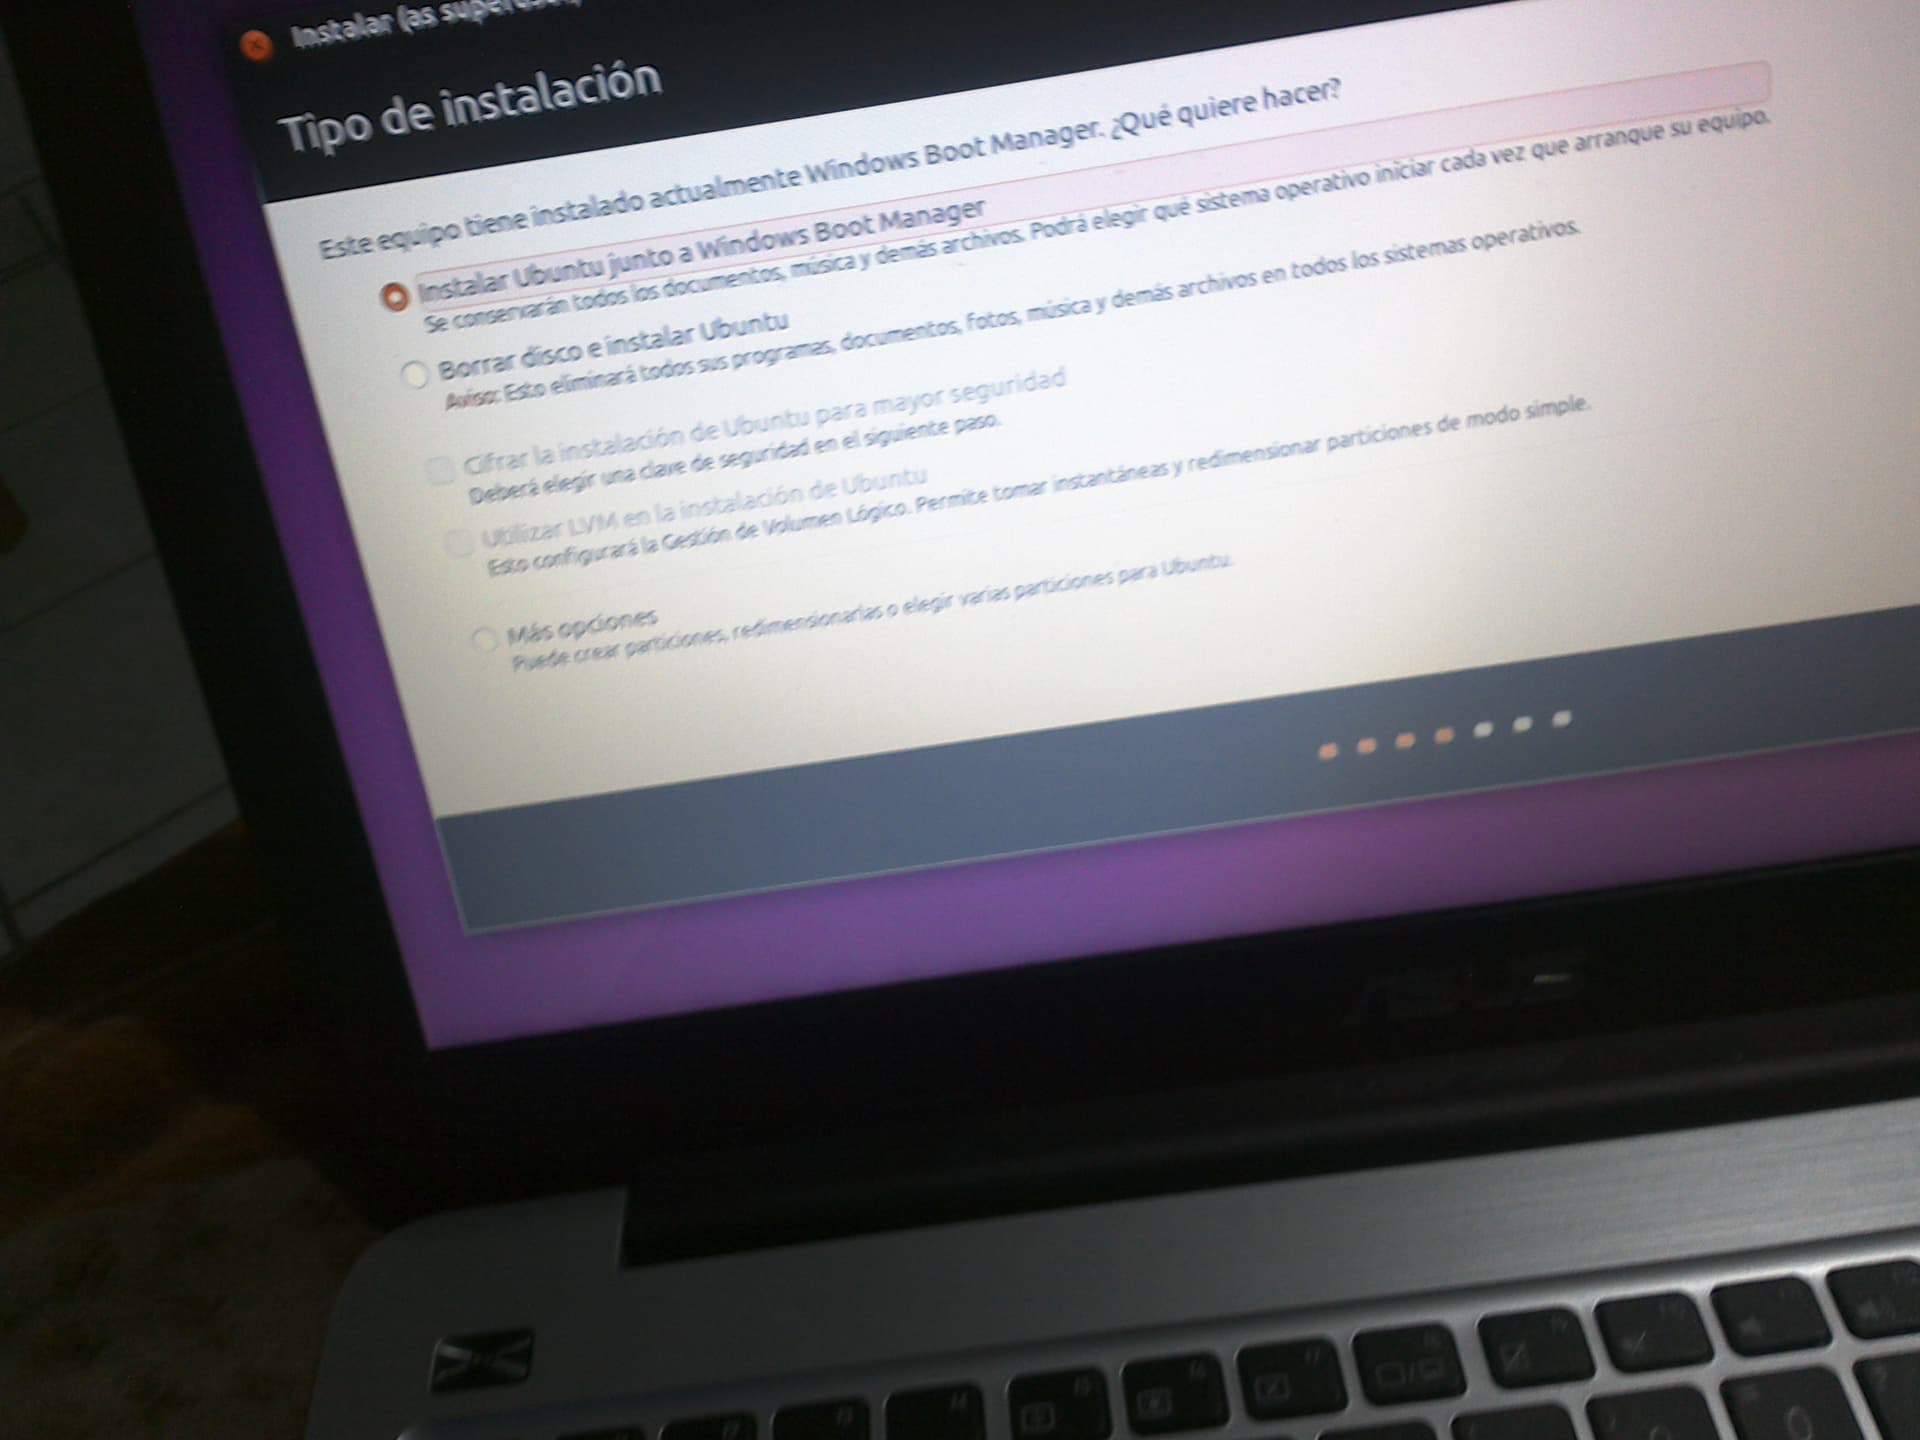 Instalar (as superuser)
Tipo de instalación
Este equipo tiene instalado actualmente Windows Boot Manager. ¿Qué quiere hacer?
Instalar Ubuntu junto a Windows Boot Manager
Se conservarán todos los documentos, música y demás archivos. Podrá elegir qué sistema operativo iniciar cada vez que arranque su equipo.
Borrar disco e instalar Ubuntu
Aviso: Esto eliminará todos sus programas, documentos, fotos, música y demás archivos en todos los sistemas operativos.
Cifrar la instalación de Ubuntu para mayor seguridad
Deberá elegir una clave de seguridad en el siguiente paso.
Utilizar LVM en la instalación de Ubuntu
Esto configurará la Gestión de Volumen Lógico. Permite tomar instantáneas y redimensionar particiones de modo simple.
Más opciones
Puede crear particiones, redimensionarlas o elegir varias particiones para Ubuntu.
ASUS